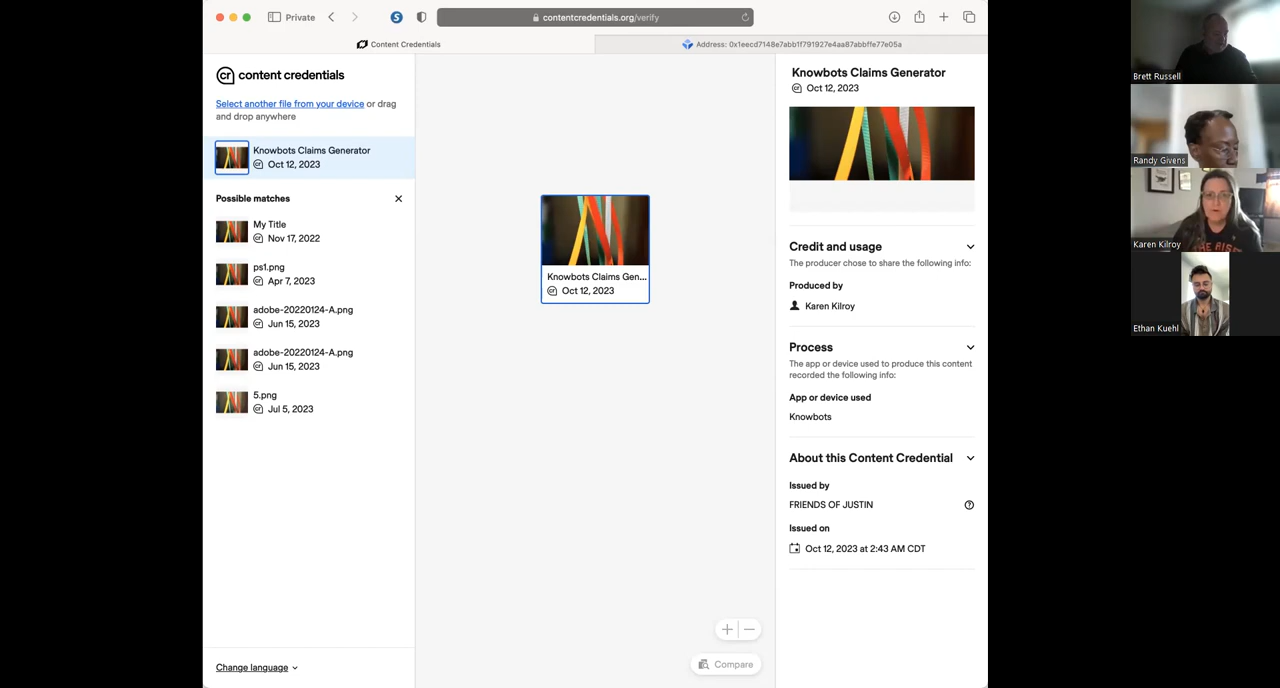 Private
contentcredentials.org/verify
Content Credentials
Address: 0x1eecd7148e7abb1f791927e4aa87abbffe77e05a
cr content credentials
Select another file from your device or drag
and drop anywhere
Knowbots Claims Generator
Oct 12, 2023
Possible matches
My Title
Nov 17, 2022
ps1.png
Apr 7, 2023
adobe-20220124-A.png
Jun 15, 2023
adobe-20220124-A.png
Jun 15, 2023
5.png
Jul 5, 2023
Change language
Knowbots Claims Gen...
Oct 12, 2023
Compare
Knowbots Claims Generator
Oct 12, 2023
Credit and usage
The producer chose to share the following info:
Produced by
Karen Kilroy
Process
The app or device used to produce this content
recorded the following info:
App or device used
Knowbots
About this Content Credential
Issued by
FRIENDS OF JUSTIN
Issued on
Oct 12, 2023 at 2:43 AM CDT
Brett Russell
Randy Givens
THE RISE
Karen Kilroy
Ethan Kuehl